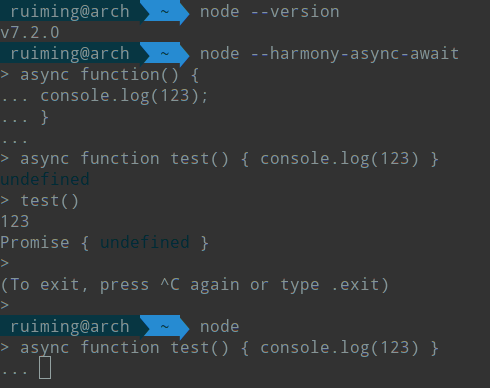 ruiming@arch ~ node --version
v7.2.0
ruiming@arch ~ node --harmony-async-await
> async function() {
... console.log(123);
... }
...
> async function test() { console.log(123) }
undefined
> test()
123
Promise { undefined }
>
(To exit, press ^C again or type .exit)
>
ruiming@arch ~ node
> async function test() { console.log(123) }
...